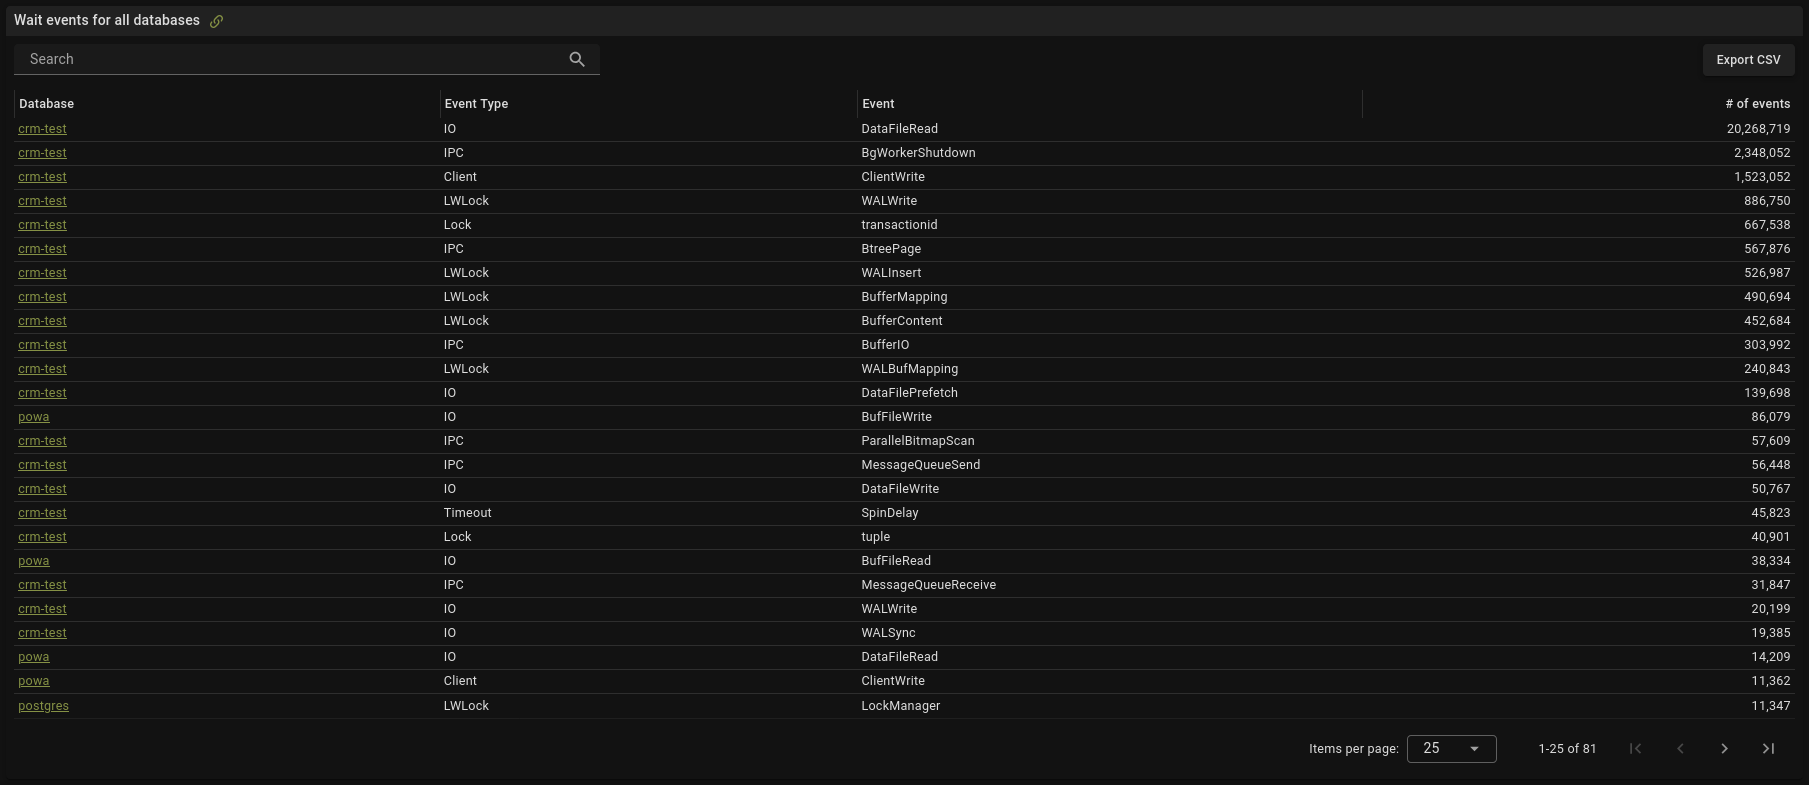 Wait events for all databases
Search
Export CSV
Database Event Type Event # of events
crm-test IO DataFileRead 20,268,719
crm-test IPC BgWorkerShutdown 2,348,052
crm-test Client ClientWrite 1,523,052
crm-test LWLock WALWrite 886,750
crm-test Lock transactionid 667,538
crm-test IPC BtreePage 567,876
crm-test LWLock WALInsert 526,987
crm-test LWLock BufferMapping 490,694
crm-test LWLock BufferContent 452,684
crm-test IPC BufferIO 303,992
crm-test LWLock WALBufMapping 240,843
crm-test IO DataFilePrefetch 139,698
powa IO BufFileWrite 86,079
crm-test IPC ParallelBitmapScan 57,609
crm-test IPC MessageQueueSend 56,448
crm-test IO DataFileWrite 50,767
crm-test Timeout SpinDelay 45,823
crm-test Lock tuple 40,901
powa IO BufFileRead 38,334
crm-test IPC MessageQueueReceive 31,847
crm-test IO WALWrite 20,199
crm-test IO WALSync 19,385
powa IO DataFileRead 14,209
powa Client ClientWrite 11,362
postgres LWLock LockManager 11,347
Items per page: 25 1-25 of 81